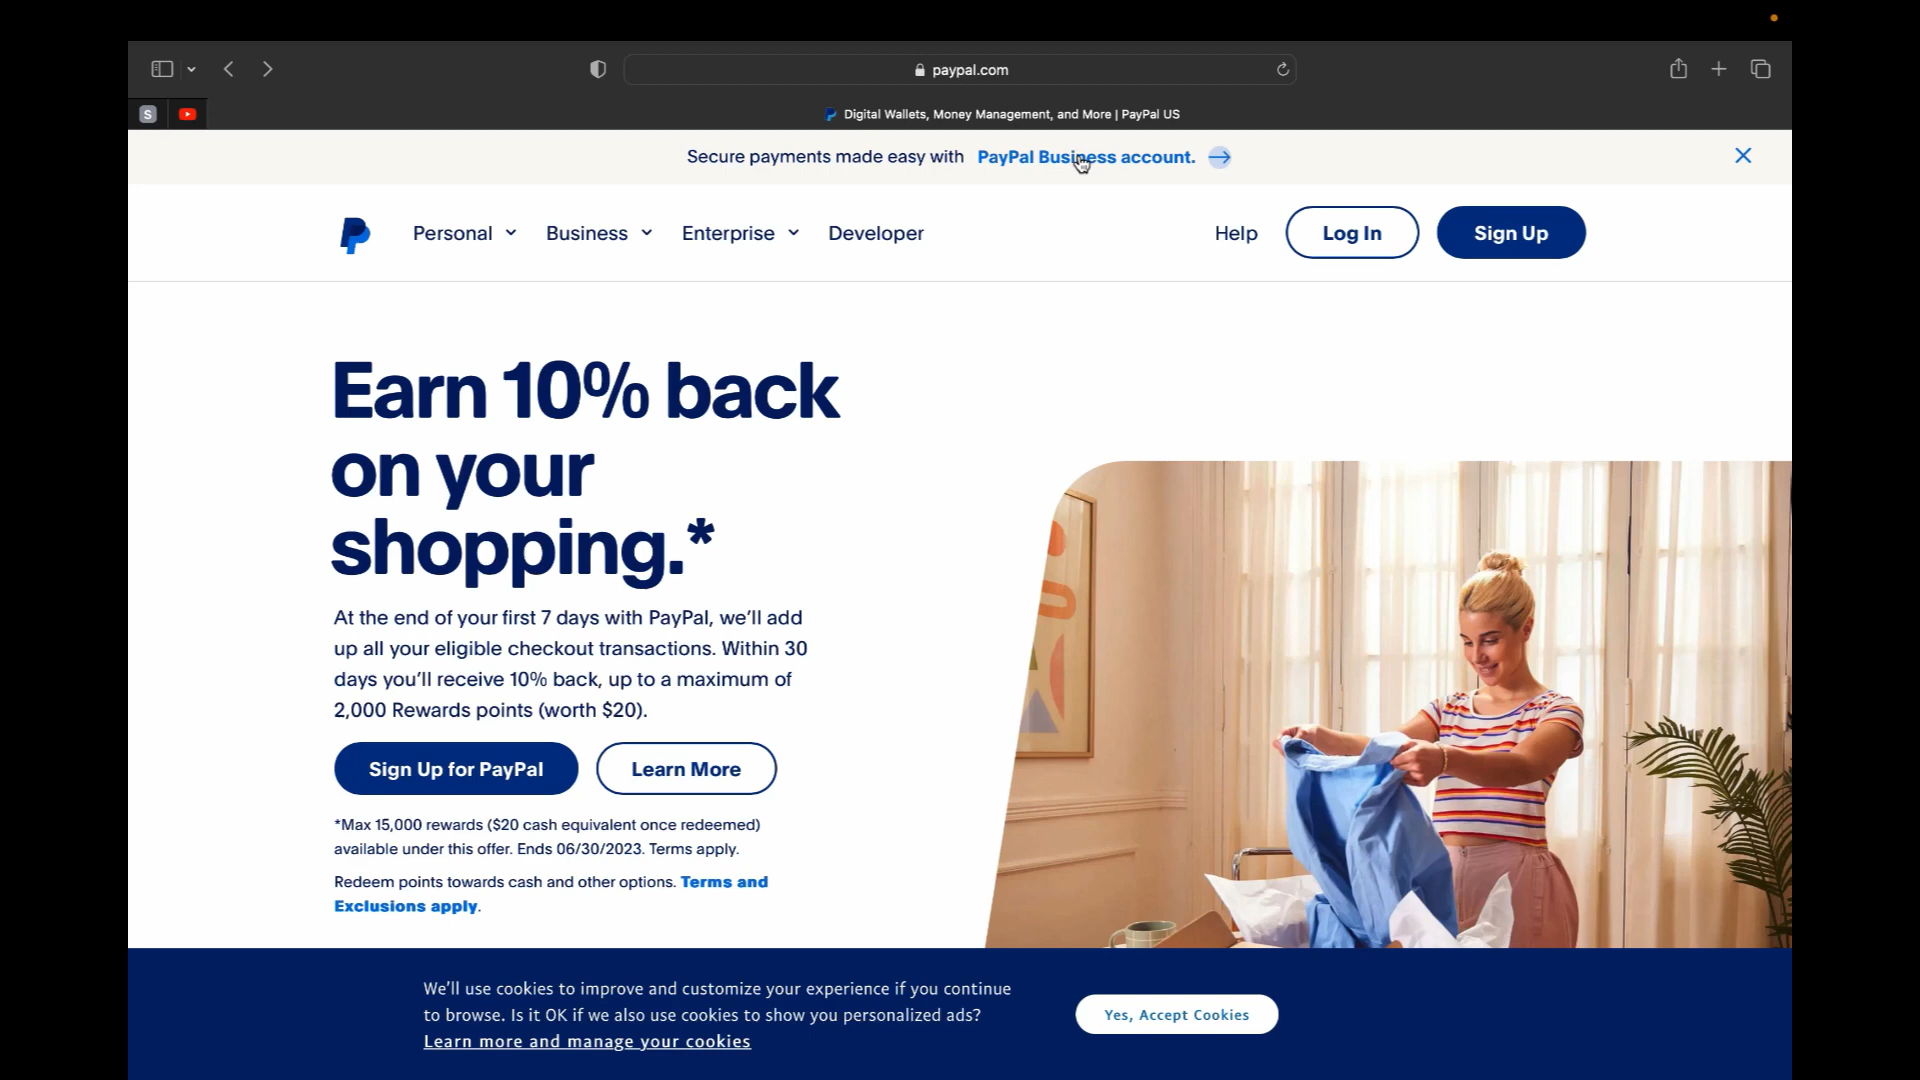 paypal.com
S
Digital Wallets, Money Management, and More | PayPal US
Secure payments made easy with PayPal Business account.
Personal Business Enterprise Developer Help Log In Sign Up
Earn 10% back
on your
shopping.*
At the end of your first 7 days with PayPal, we’ll add
up all your eligible checkout transactions. Within 30
days you’ll receive 10% back, up to a maximum of
2,000 Rewards points (worth $20).
Sign Up for PayPal Learn More
*Max 15,000 rewards ($20 cash equivalent once redeemed)
available under this offer. Ends 06/30/2023. Terms apply.
Redeem points towards cash and other options. Terms and
Exclusions apply.
We’ll use cookies to improve and customize your experience if you continue
to browse. Is it OK if we also use cookies to show you personalized ads?
Learn more and manage your cookies
Yes, Accept Cookies